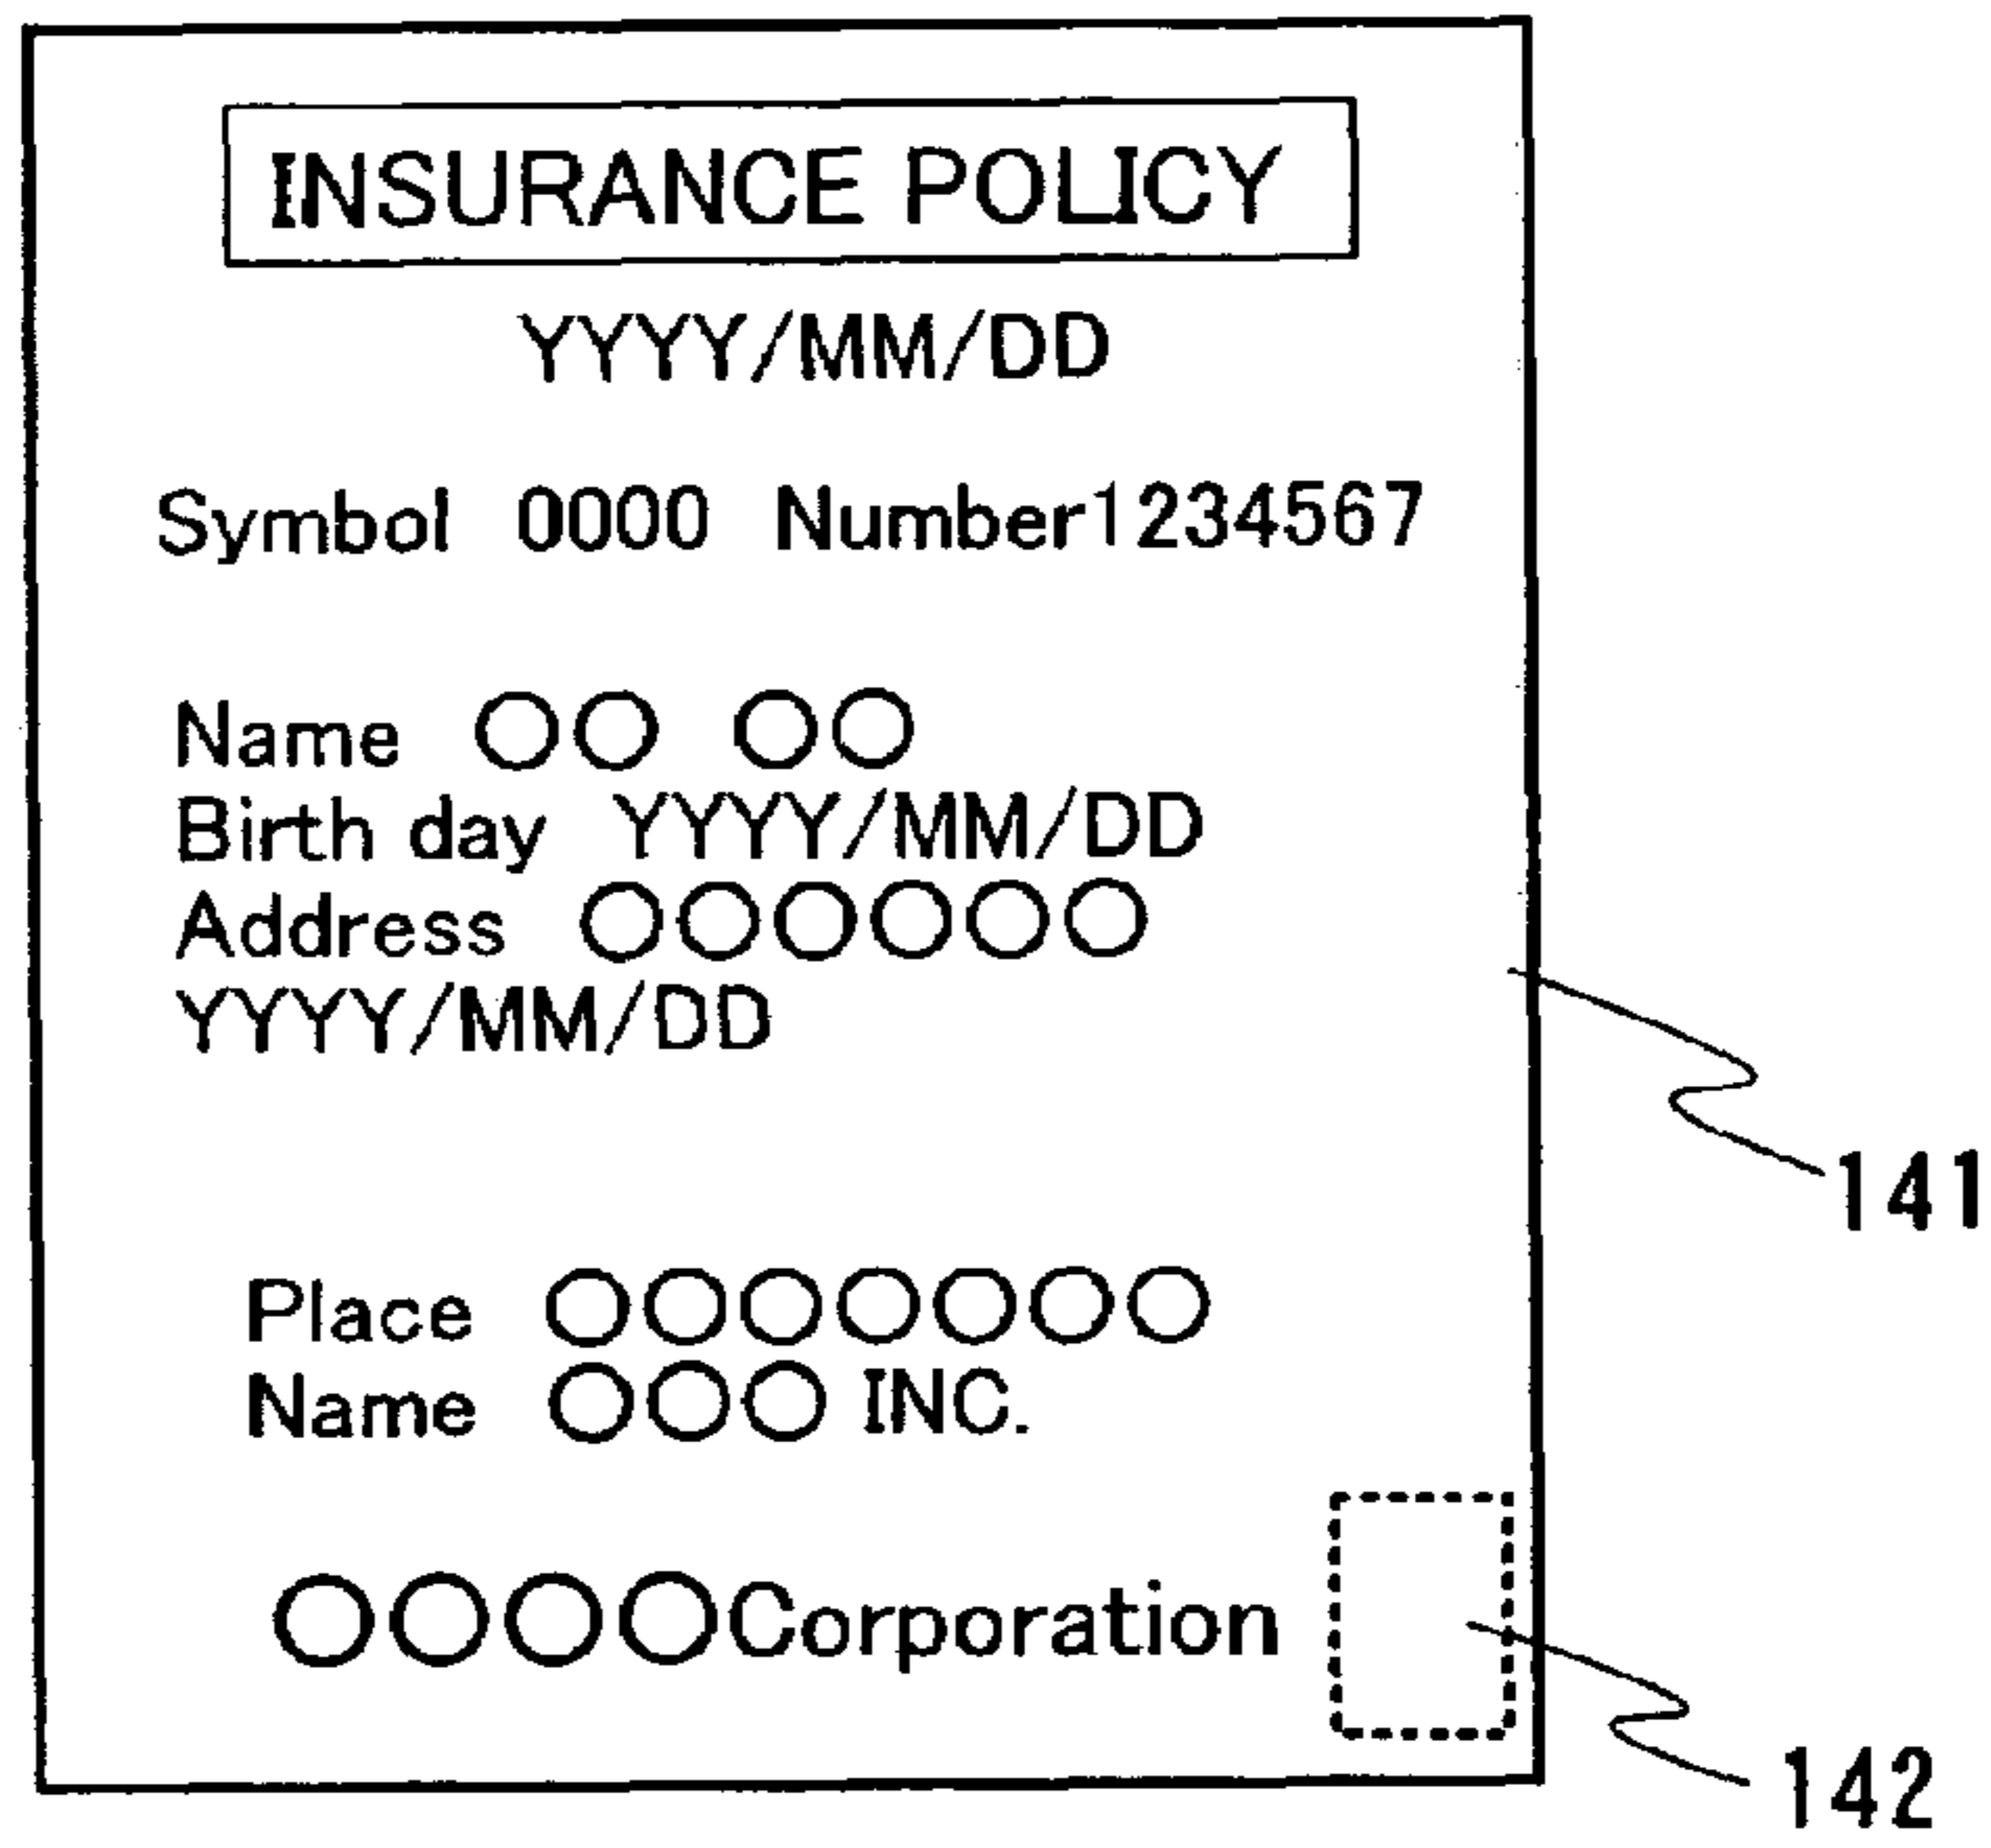 INSURANCE POLICY
YYYY/MM/DD
Symbol 0000 Number1234567
Name ○○ ○○
Birth day YYYY/MM/DD
Address ○○○○○○
YYYY/MM/DD
141
Place ○○○○○○○
Name ○○○ INC.
○○○○Corporation
142